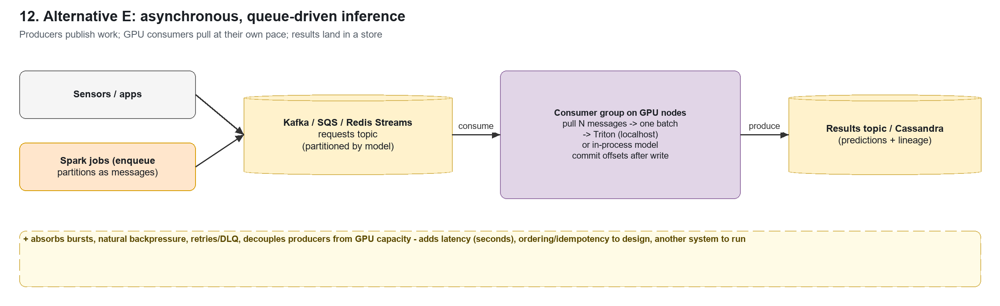 12. Alternative E: asynchronous, queue-driven inference
Producers publish work; GPU consumers pull at their own pace; results land in a store
Sensors / apps
Spark jobs (enqueue
partitions as messages)
Kafka / SQS / Redis Streams
requests topic
(partitioned by model)
consume
Consumer group on GPU nodes
pull N messages -> one batch
-> Triton (localhost)
or in-process model
commit offsets after write
produce
Results topic / Cassandra
(predictions + lineage)
+ absorbs bursts, natural backpressure, retries/DLQ, decouples producers from GPU capacity - adds latency (seconds), ordering/idempotency to design, another system to run